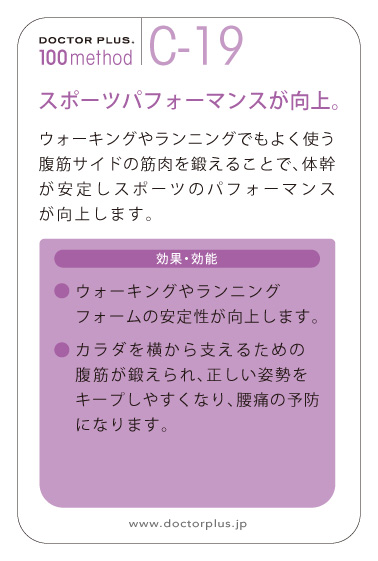 DOCTOR PLUS.
100method
C-19
スポーツパフォーマンスが向上。
ウォーキングやランニングでもよく使う
腹筋サイドの筋肉を鍛えることで、体幹
が安定しスポーツのパフォーマンス
が向上します。
効果・効能
● ウォーキングやランニング
フォームの安定性が向上します。
● カラダを横から支えるための
腹筋が鍛えられ、正しい姿勢を
キープしやすくなり、腰痛の予防
になります。
www.doctorplus.jp